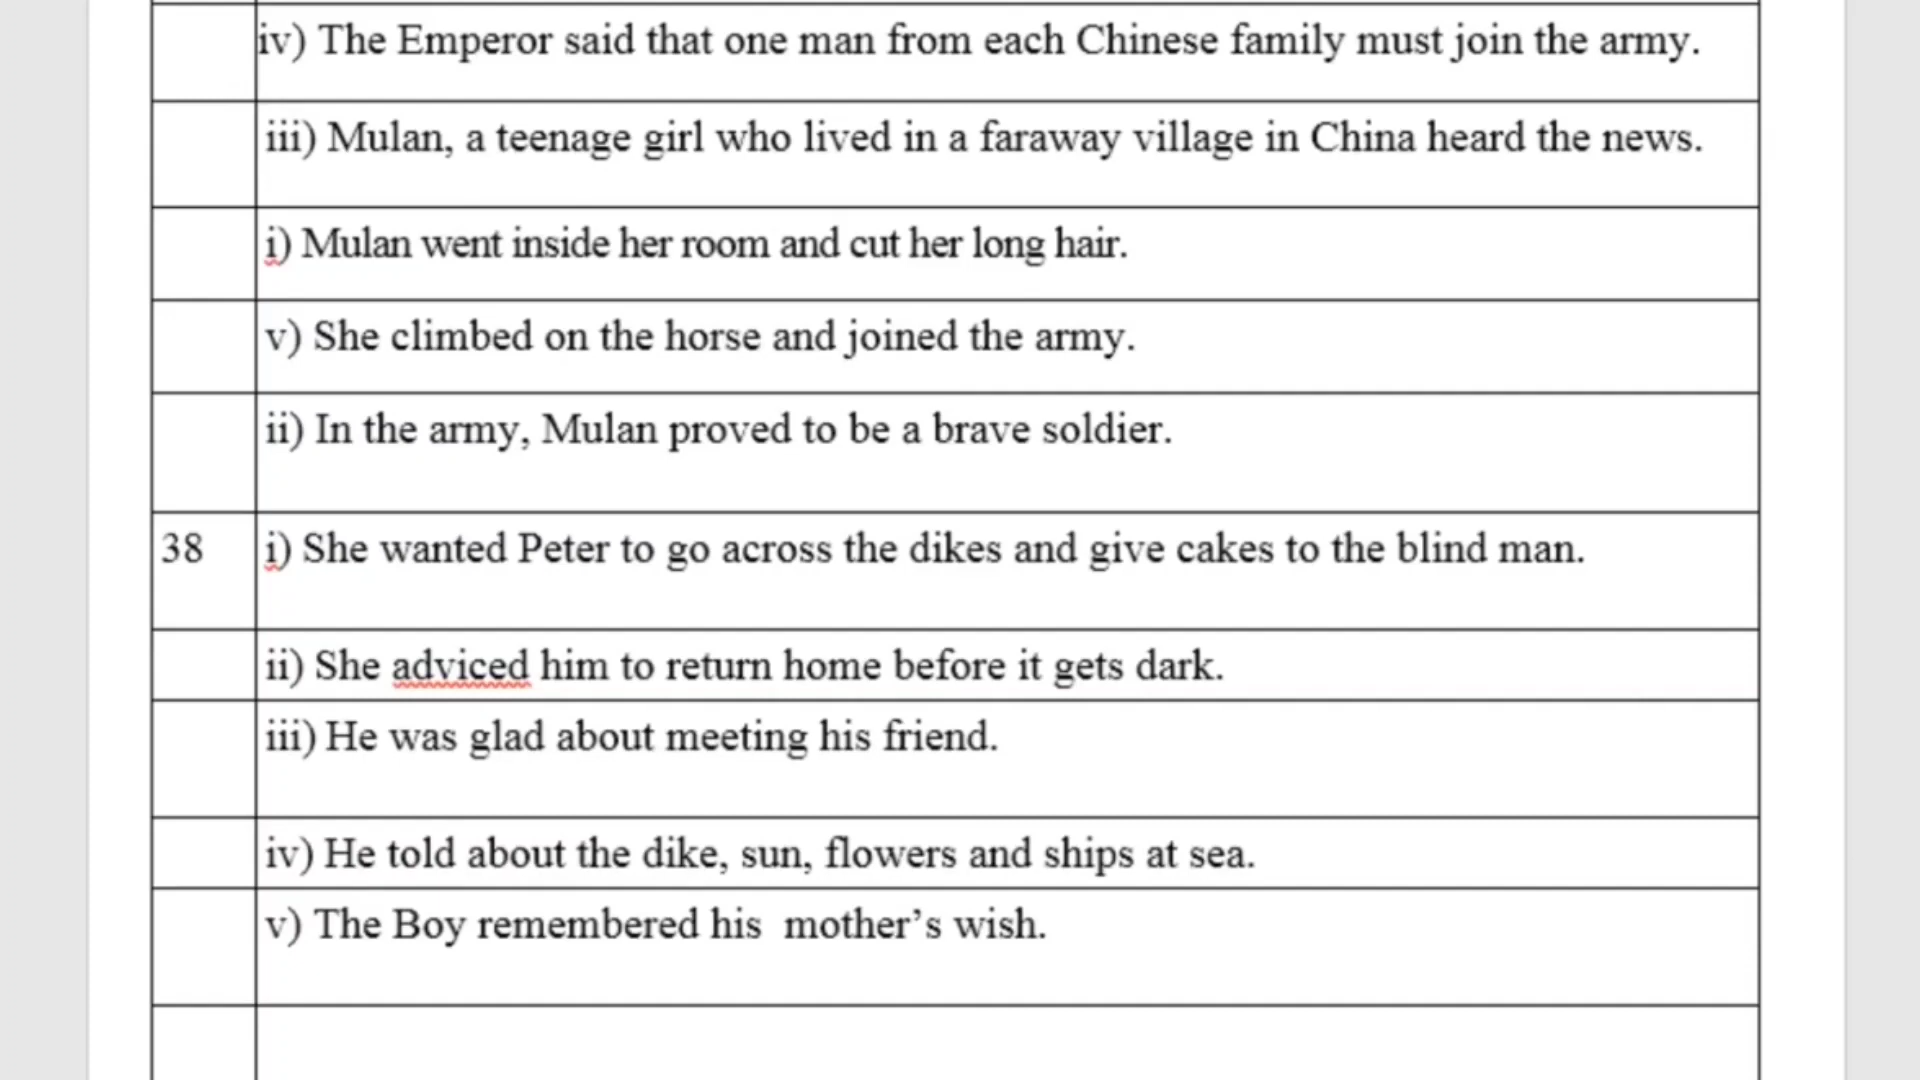 iv) The Emperor said that one man from each Chinese family must join the army.
iii) Mulan, a teenage girl who lived in a faraway village in China heard the news.
i) Mulan went inside her room and cut her long hair.
v) She climbed on the horse and joined the army.
ii) In the army, Mulan proved to be a brave soldier.
38 i) She wanted Peter to go across the dikes and give cakes to the blind man.
ii) She adviced him to return home before it gets dark.
iii) He was glad about meeting his friend.
iv) He told about the dike, sun, flowers and ships at sea.
v) The Boy remembered his  mother’s wish.